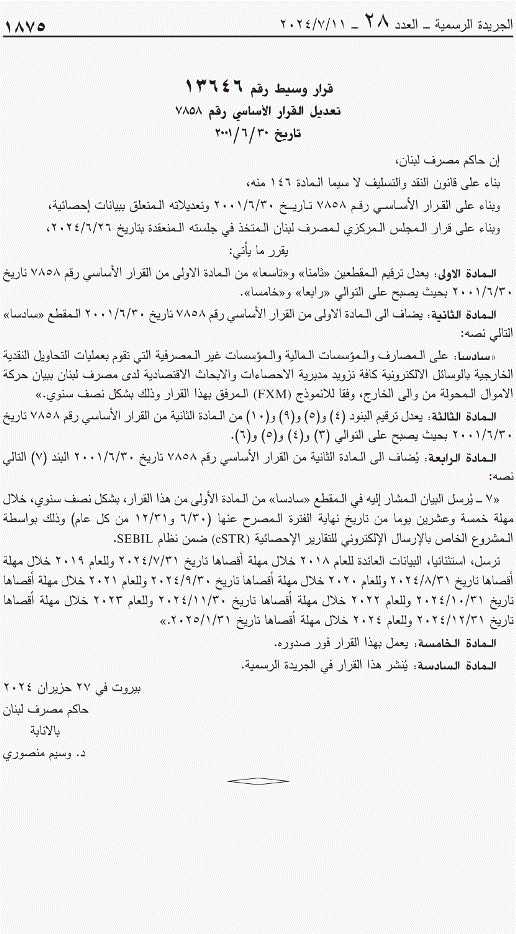 الجريدة الرسمية ــ العدد ٢٨ ــ ٢٠٢٤/٧/١١
١٨٧٥
قرار وسيط رقم ١٣٦٤٦
تعديل القرار الأساسي رقم ٧٨٥٨
تاريخ ٢٠٠١/٦/٣٠
إن حاكم مصرف لبنان،
بناء على قانون النقد والتسليف لا سيما المادة ١٤٦ منه،
وبناء على القرار الأساسي رقم ٧٨٥٨ تاريخ ٢٠٠١/٦/٣٠ وتعديلاته المتعلق ببيانات إحصائية،
وبناء على قرار المجلس المركزي لمصرف لبنان المتخذ في جلسته المنعقدة بتاريخ ٢٠٢٤/٦/٢٦،
يقرر ما يأتي:
المادة الاولى: يعدل ترقيم المقطعين «ثامنا» و«تاسعا» من المادة الاولى من القرار الأساسي رقم ٧٨٥٨ تاريخ
٢٠٠١/٦/٣٠ بحيث يصبح على التوالي «رابعا» و«خامسا».
المادة الثانية: يضاف الى المادة الاولى من القرار الأساسي رقم ٧٨٥٨ تاريخ ٢٠٠١/٦/٣٠ المقطع «سادسا»
التالي نصه:
«سادسا: على المصارف والمؤسسات المالية والمؤسسات غير المصرفية التي تقوم بعمليات التحاويل النقدية
الخارجية بالوسائل الالكترونية كافة تزويد مديرية الاحصاءات والابحاث الاقتصادية لدى مصرف لبنان ببيان حركة
الاموال المحولة من والى الخارج، وفقا للانموذج (FXM) المرفق بهذا القرار وذلك بشكل نصف سنوي.»
المادة الثالثة: يعدل ترقيم البنود (٤) و(٥) و(٩) و(١٠) من المادة الثانية من القرار الأساسي رقم ٧٨٥٨ تاريخ
٢٠٠١/٦/٣٠ بحيث يصبح على التوالي (٣) و(٤) و(٥) و(٦).
المادة الرابعة: يُضاف الى المادة الثانية من القرار الأساسي رقم ٧٨٥٨ تاريخ ٢٠٠١/٦/٣٠ البند (٧) التالي
نصه:
«٧ ــ يُرسل البيان المشار إليه في المقطع «سادسا» من المادة الأولى من هذا القرار، بشكل نصف سنوي، خلال
مهلة خمسة وعشرين يوما من تاريخ نهاية الفترة المصرح عنها (٦/٣٠ و١٢/٣١ من كل عام) وذلك بواسطة
المشروع الخاص بالإرسال الإلكتروني للتقارير الإحصائية (cSTR) ضمن نظام SEBIL.
ترسل، استثنائيا، البيانات العائدة للعام ٢٠١٨ خلال مهلة أقصاها تاريخ ٢٠٢٤/٧/٣١ وللعام ٢٠١٩ خلال مهلة
أقصاها تاريخ ٢٠٢٤/٨/٣١ وللعام ٢٠٢٠ خلال مهلة أقصاها تاريخ ٢٠٢٤/٩/٣٠ وللعام ٢٠٢١ خلال مهلة أقصاها
تاريخ ٢٠٢٤/١٠/٣١ وللعام ٢٠٢٢ خلال مهلة أقصاها تاريخ ٢٠٢٤/١١/٣٠ وللعام ٢٠٢٣ خلال مهلة أقصاها
تاريخ ٢٠٢٤/١٢/٣١ وللعام ٢٠٢٤ خلال مهلة أقصاها تاريخ ٢٠٢٥/١/٣١.»
المادة الخامسة: يعمل بهذا القرار فور صدوره.
المادة السادسة: يُنشر هذا القرار في الجريدة الرسمية.
بيروت في ٢٧ حزيران ٢٠٢٤
حاكم مصرف لبنان
بالانابة
د. وسيم منصوري